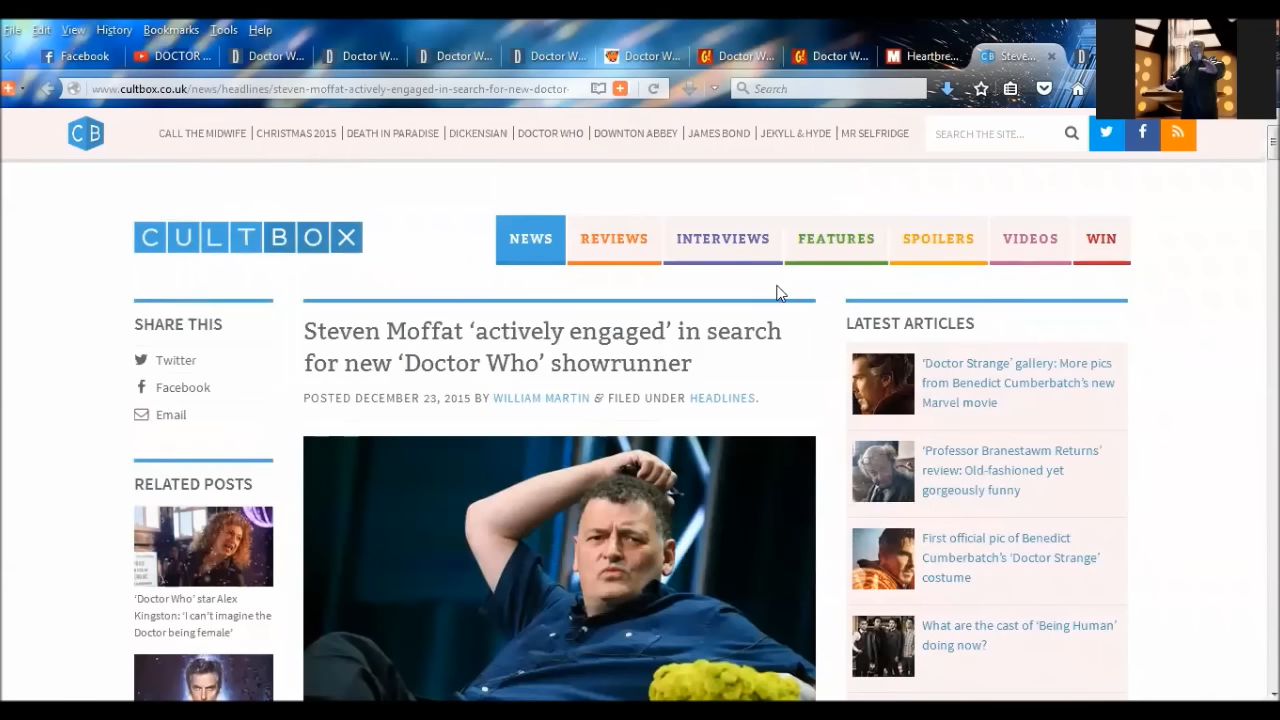 File Edit View History Bookmarks Tools Help
Facebook DOCTOR ... Doctor W... Doctor W... Doctor W... Doctor W... Doctor W... Doctor W... Doctor W... Heartbre... Steve...
www.cultbox.co.uk/news/headlines/steven-moffat-actively-engaged-in-search-for-new-doctor- Search
CB CALL THE MIDWIFE CHRISTMAS 2015 DEATH IN PARADISE DICKENSIAN DOCTOR WHO DOWNTON ABBEY JAMES BOND JEKYLL & HYDE MR SELFRIDGE SEARCH THE SITE...
CULTBOX NEWS REVIEWS INTERVIEWS FEATURES SPOILERS VIDEOS WIN
SHARE THIS
Twitter
Facebook
Email
RELATED POSTS
'Doctor Who' star Alex
Kingston: 'I can't imagine the
Doctor being female'
Steven Moffat ‘actively engaged’ in search
for new ‘Doctor Who’ showrunner
POSTED DECEMBER 23, 2015 BY WILLIAM MARTIN & FILED UNDER HEADLINES.
LATEST ARTICLES
‘Doctor Strange’ gallery: More pics
from Benedict Cumberbatch’s new
Marvel movie
‘Professor Branestawm Returns’
review: Old-fashioned yet
gorgeously funny
First official pic of Benedict
Cumberbatch’s ‘Doctor Strange’
costume
What are the cast of ‘Being Human’
doing now?